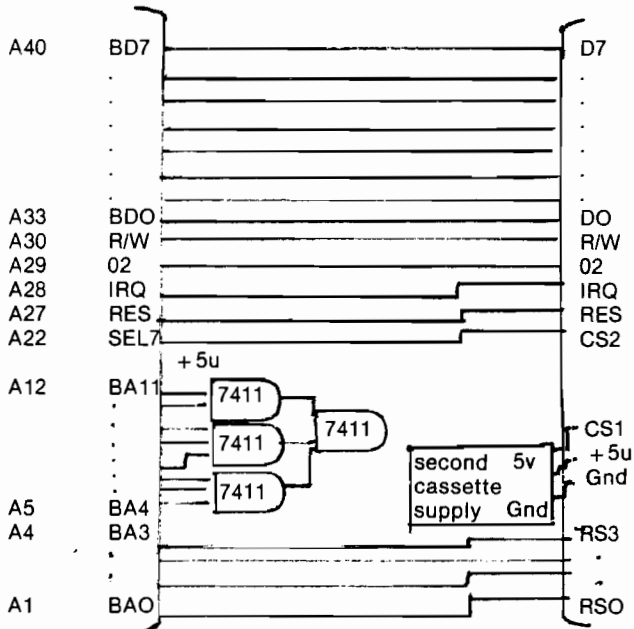 A40 BD7 D7
A33 BDO DO
A30 R/W R/W
A29 02 02
A28 IRQ IRQ
A27 RES RES
A22 SEL7 CS2
+5u
A12 BA11 7411
7411 CS1
7411 second 5v +5u
cassette Gnd
A5 BA4 supply Gnd
A4 BA3 RS3
A1 BAO RSO
7411